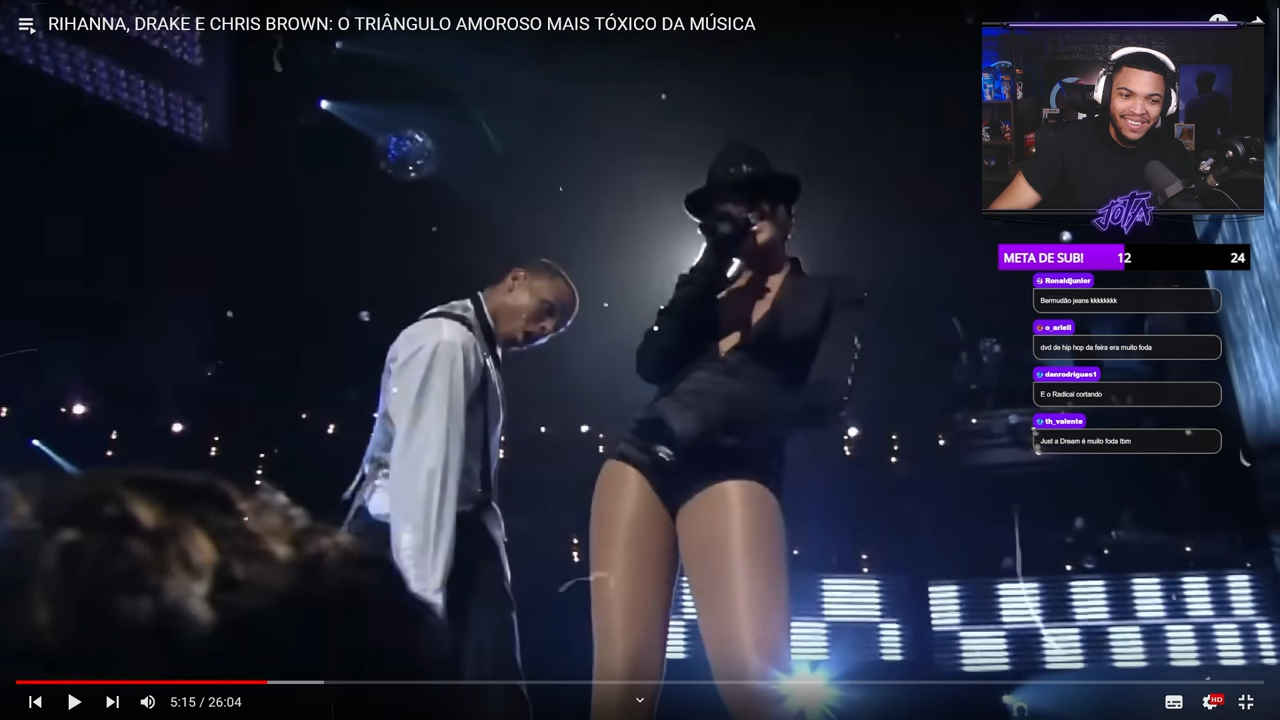 RIHANNA, DRAKE E CHRIS BROWN: O TRIÂNGULO AMOROSO MAIS TÓXICO DA MÚSICA
JOTA
META DE SUB! 12 24
Ronaldjunior
Bermudão jeans kkkkkkkk
o_ariell
dvd de hip hop da feira era muito foda
danrodrigues1
E o Radical cortando
th_valente
Just a Dream é muito foda tbm
5:15 / 26:04
HD